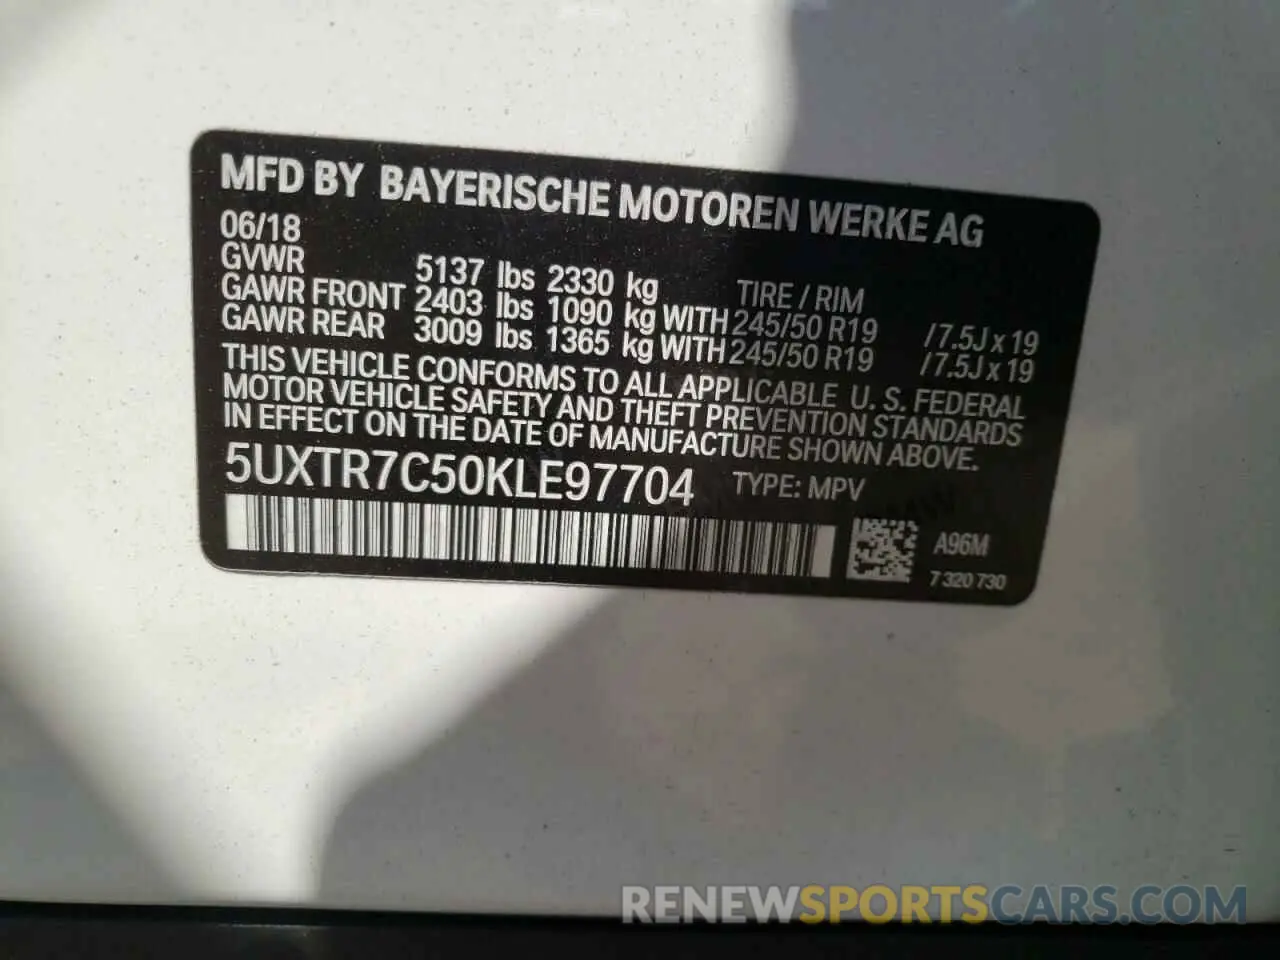 MFD BY BAYERISCHE MOTOREN WERKE AG
06/18
GVWR 5137 lbs 2330 kg TIRE / RIM
GAWR FRONT 2403 lbs 1090 kg WITH 245/50 R19 /7.5J x 19
GAWR REAR 3009 lbs 1365 kg WITH 245/50 R19 /7.5J x 19
THIS VEHICLE CONFORMS TO ALL APPLICABLE U. S. FEDERAL
MOTOR VEHICLE SAFETY AND THEFT PREVENTION STANDARDS
IN EFFECT ON THE DATE OF MANUFACTURE SHOWN ABOVE.
5UXTR7C50KLE97704 TYPE: MPV
A96M
7 320 730
RENEWSPORTSCARS.COM